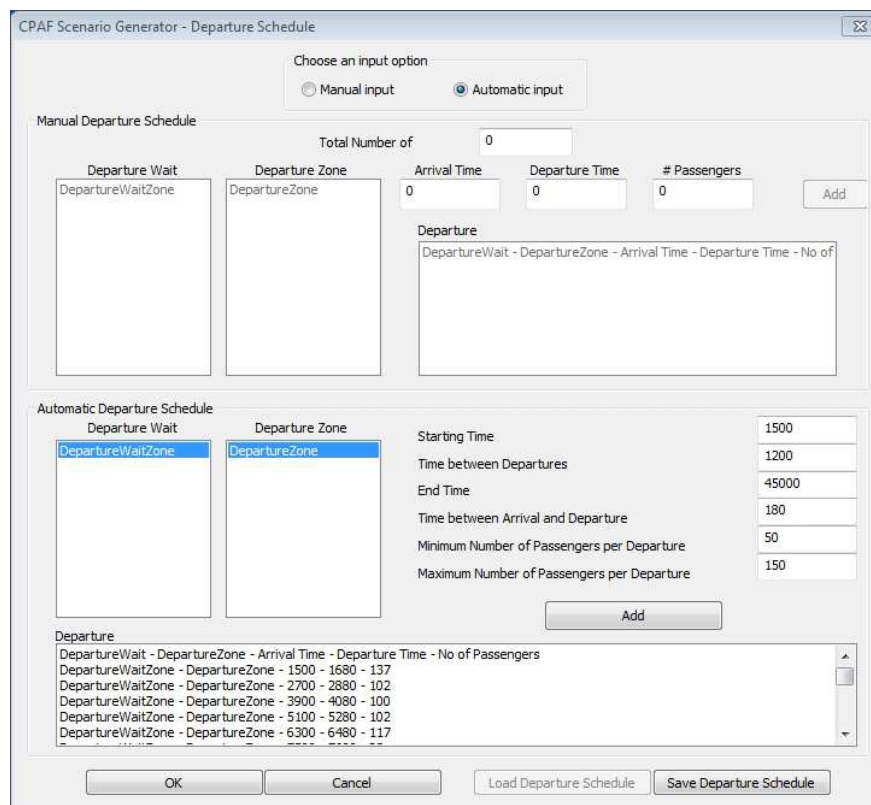 CPAF Scenario Generator - Departure Schedule
Choose an input option
Manual input Automatic input
Manual Departure Schedule
Total Number of 0
Departure Wait Departure Zone Arrival Time Departure Time # Passengers
DepartureWaitZone DepartureZone 0 0 0 Add
Departure
DepartureWait - DepartureZone - Arrival Time - Departure Time - No of
Automatic Departure Schedule
Departure Wait Departure Zone
DepartureWaitZone DepartureZone
Starting Time 1500
Time between Departures 1200
End Time 45000
Time between Arrival and Departure 180
Minimum Number of Passengers per Departure 50
Maximum Number of Passengers per Departure 150
Add
Departure
DepartureWait - DepartureZone - Arrival Time - Departure Time - No of Passengers
DepartureWaitZone - DepartureZone - 1500 - 1680 - 137
DepartureWaitZone - DepartureZone - 2700 - 2880 - 102
DepartureWaitZone - DepartureZone - 3900 - 4080 - 100
DepartureWaitZone - DepartureZone - 5100 - 5280 - 102
DepartureWaitZone - DepartureZone - 6300 - 6480 - 117
OK Cancel Load Departure Schedule Save Departure Schedule